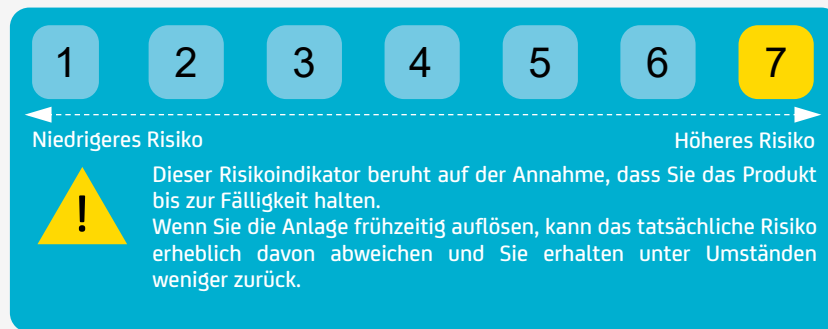 1 2 3 4 5 6 7
Niedrigeres Risiko Höheres Risiko
Dieser Risikoindikator beruht auf der Annahme, dass Sie das Produkt
bis zur Fälligkeit halten.
Wenn Sie die Anlage frühzeitig auflösen, kann das tatsächliche Risiko
erheblich davon abweichen und Sie erhalten unter Umständen
weniger zurück.
!